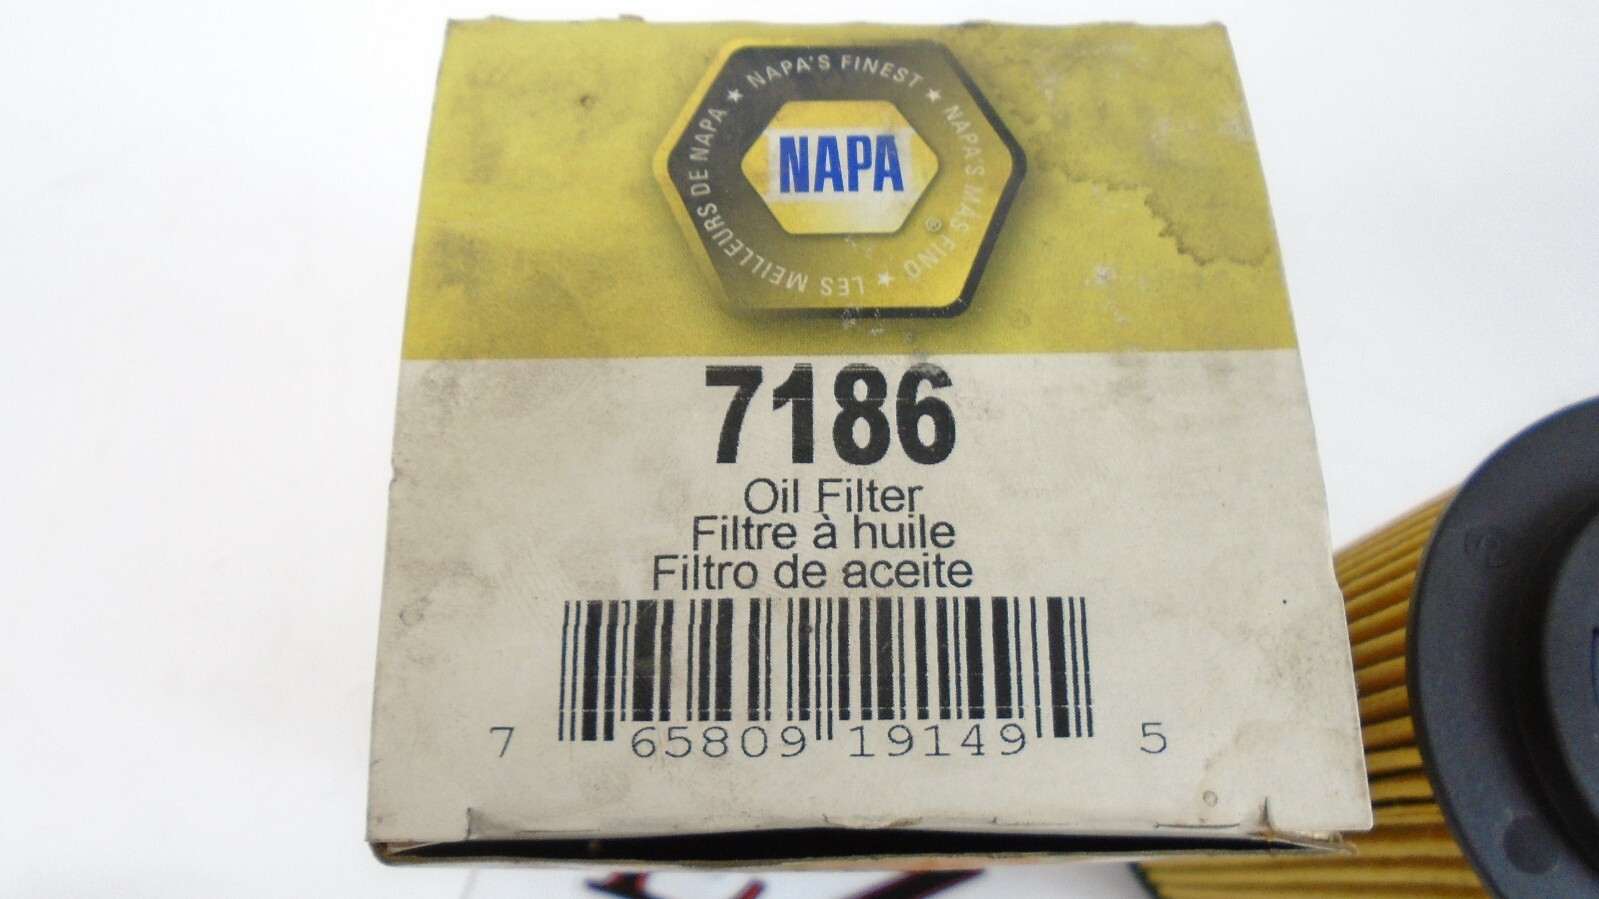 NAPA'S FINEST ★ NAPA'S MÁS FINO ★ LES MEILLEURS DE NAPA ★
NAPA
®
7186
Oil Filter
Filtre à huile
Filtro de aceite
7 65809 19149 5